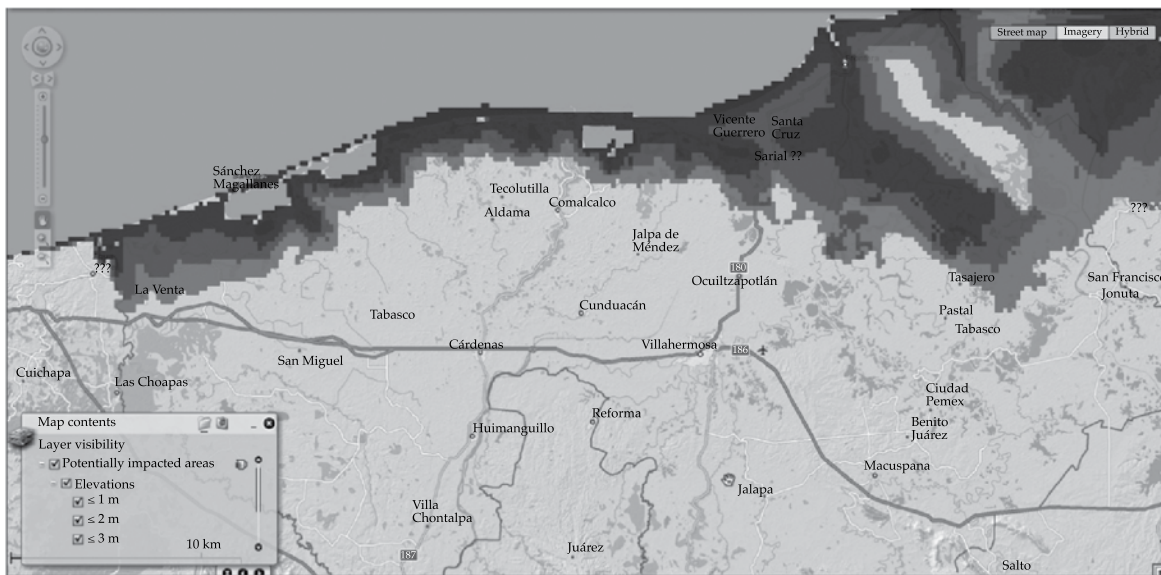 Street map
Imagery
Hybrid
Vicente
Guerrero
Santa
Cruz
Sarial ??
Sánchez
Magallanes
Tecolutilla
Comalcalco
Aldama
???
Jalpa de
Méndez
???
180
Ocuiltzapotlán
Tasajero
San Francisco
Jonuta
La Venta
Cunduacán
Tabasco
Pastal
Tabasco
Cárdenas
Villahermosa
186
San Miguel
Cuichapa
Las Choapas
Ciudad
Pemex
Reforma
Benito
Juárez
Huimanguillo
Macuspana
Jalapa
Villa
Chontalpa
187
Juárez
Salto
Map contents
Layer visibility
Potentially impacted areas
Elevations
≤ 1 m
≤ 2 m
≤ 3 m
10 km